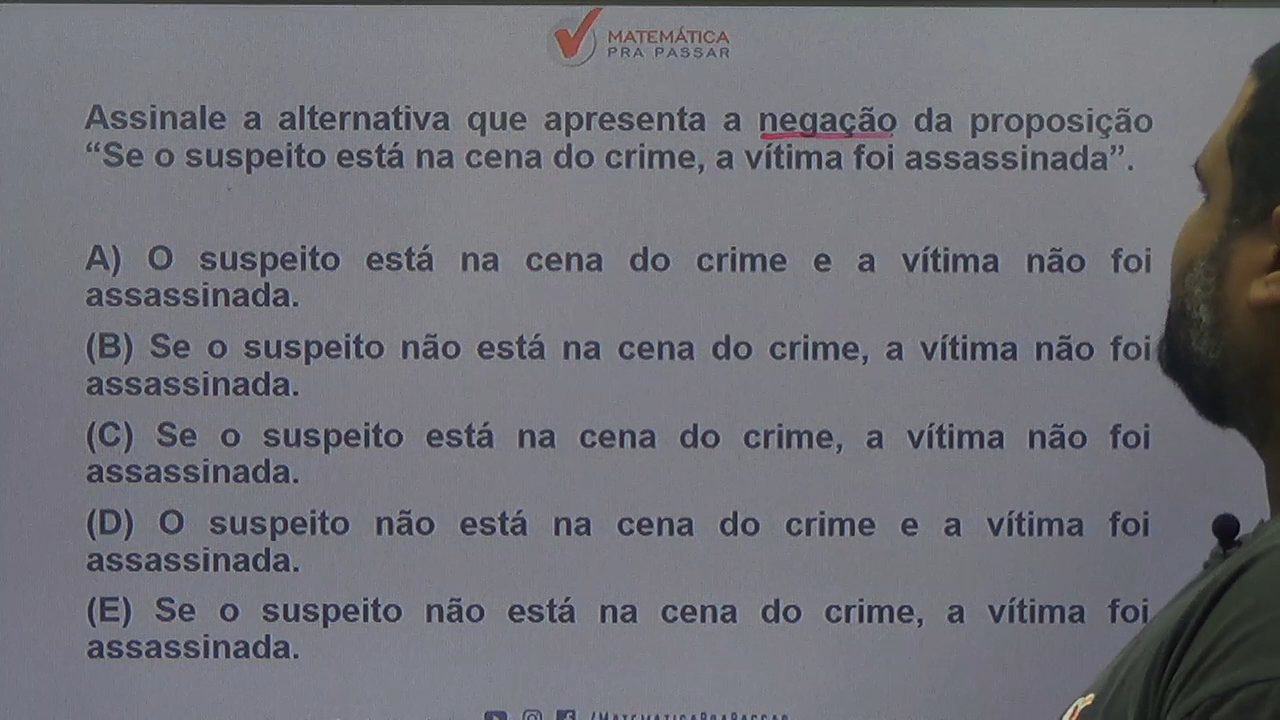 MATEMÁTICA
PRA PASSAR
Assinale a alternativa que apresenta a negação da proposição
“Se o suspeito está na cena do crime, a vítima foi assassinada”.
A) O suspeito está na cena do crime e a vítima não foi
assassinada.
(B) Se o suspeito não está na cena do crime, a vítima não foi
assassinada.
(C) Se o suspeito está na cena do crime, a vítima não foi
assassinada.
(D) O suspeito não está na cena do crime e a vítima foi
assassinada.
(E) Se o suspeito não está na cena do crime, a vítima foi
assassinada.
/MATEMÁTICAPRAPASSAR